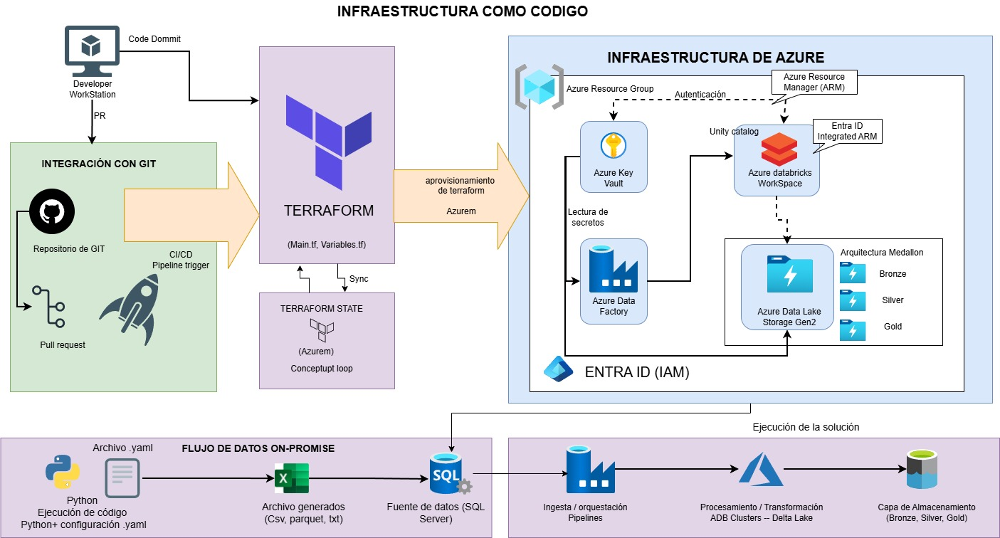 INFRAESTRUCTURA COMO CODIGO
Code Dommit
Developer
WorkStation
PR
INTEGRACIÓN CON GIT
Repositorio de GIT
CI/CD
Pipeline trigger
Pull request
TERRAFORM
(Main.tf, Variables.tf)
Sync
TERRAFORM STATE
(Azurem)
Conceptupt loop
aprovisionamiento
de terraform
Azurem
INFRAESTRUCTURA DE AZURE
Azure Resource Group
Autenticación
Azure Resource
Manager (ARM)
Unity catalog
Entra ID
Integrated ARM
Azure Key
Vault
Azure databricks
WorkSpace
Lectura de
secretos
Azure Data
Factory
Arquitectura Medallon
Bronze
Silver
Gold
Azure Data Lake
Storage Gen2
ENTRA ID (IAM)
Archivo .yaml
FLUJO DE DATOS ON-PROMISE
Python
Ejecución de código
Python+ configuración .yaml
X
Archivo generados
(Csv, parquet, txt)
SQL
Fuente de datos (SQL
Server)
Ejecución de la solución
Ingesta / orquestación
Pipelines
Procesamiento / Transformación
ADB Clusters -- Delta Lake
Capa de Almacenamiento
(Bronze, Silver, Gold)